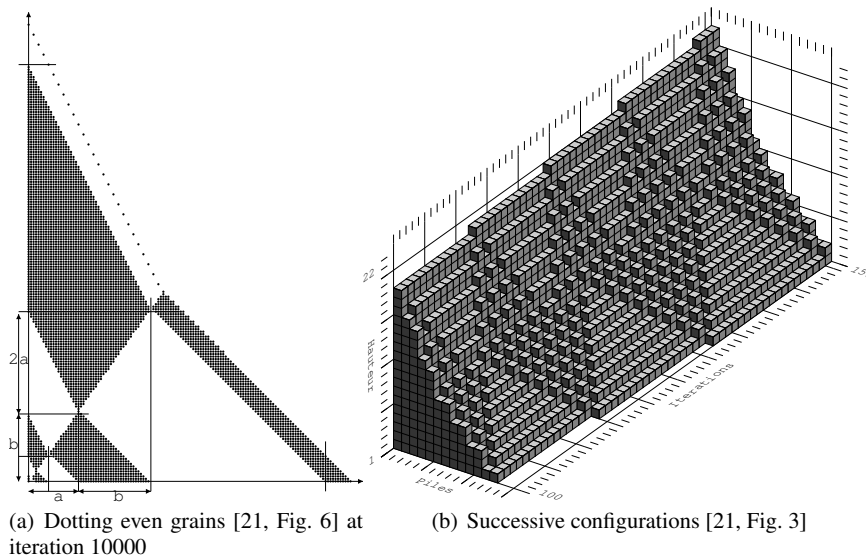 2a
b
a
b
22
Hauteur
1
Piles
100
Iterations
15
(a) Dotting even grains [21, Fig. 6] at
iteration 10000
(b) Successive configurations [21, Fig. 3]